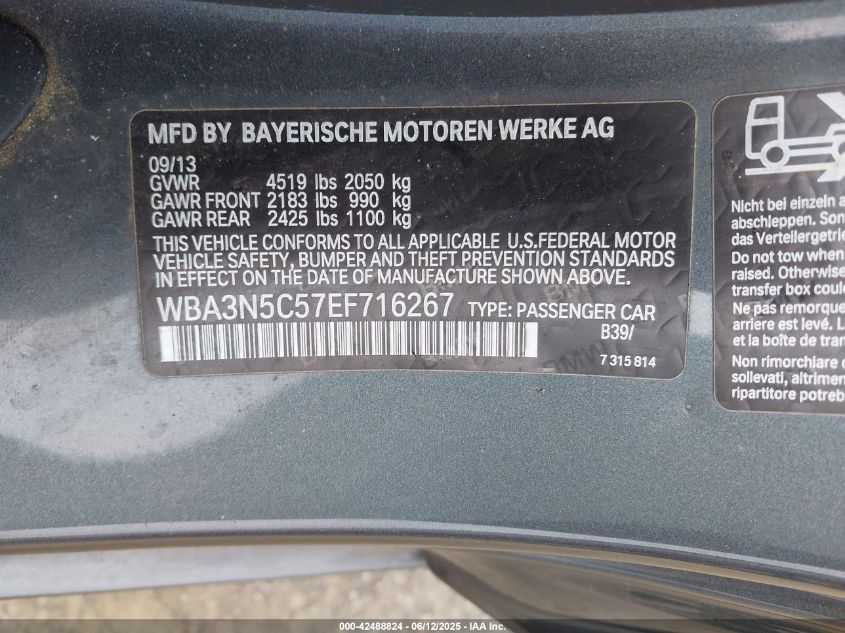 MFD BY BAYERISCHE MOTOREN WERKE AG
09/13
GVWR 4519 lbs 2050 kg
GAWR FRONT 2183 lbs 990 kg
GAWR REAR 2425 lbs 1100 kg
THIS VEHICLE CONFORMS TO ALL APPLICABLE U.S.FEDERAL MOTOR
VEHICLE SAFETY, BUMPER AND THEFT PREVENTION STANDARDS
IN EFFECT ON THE DATE OF MANUFACTURE SHOWN ABOVE.
WBA3N5C57EF716267 TYPE: PASSENGER CAR
B39/
7 315 814
Nicht bei einzeln a
abschleppen. Son
das Verteilergetrie
Do not tow when
raised. Otherwise
transfer box could
Ne pas remorque
arriere est levé.
et la boîte de tran
Non rimorchiare
sollevati, altrimen
ripartitore potreb
000-42488824 - 06/12/2025 - IAA Inc.